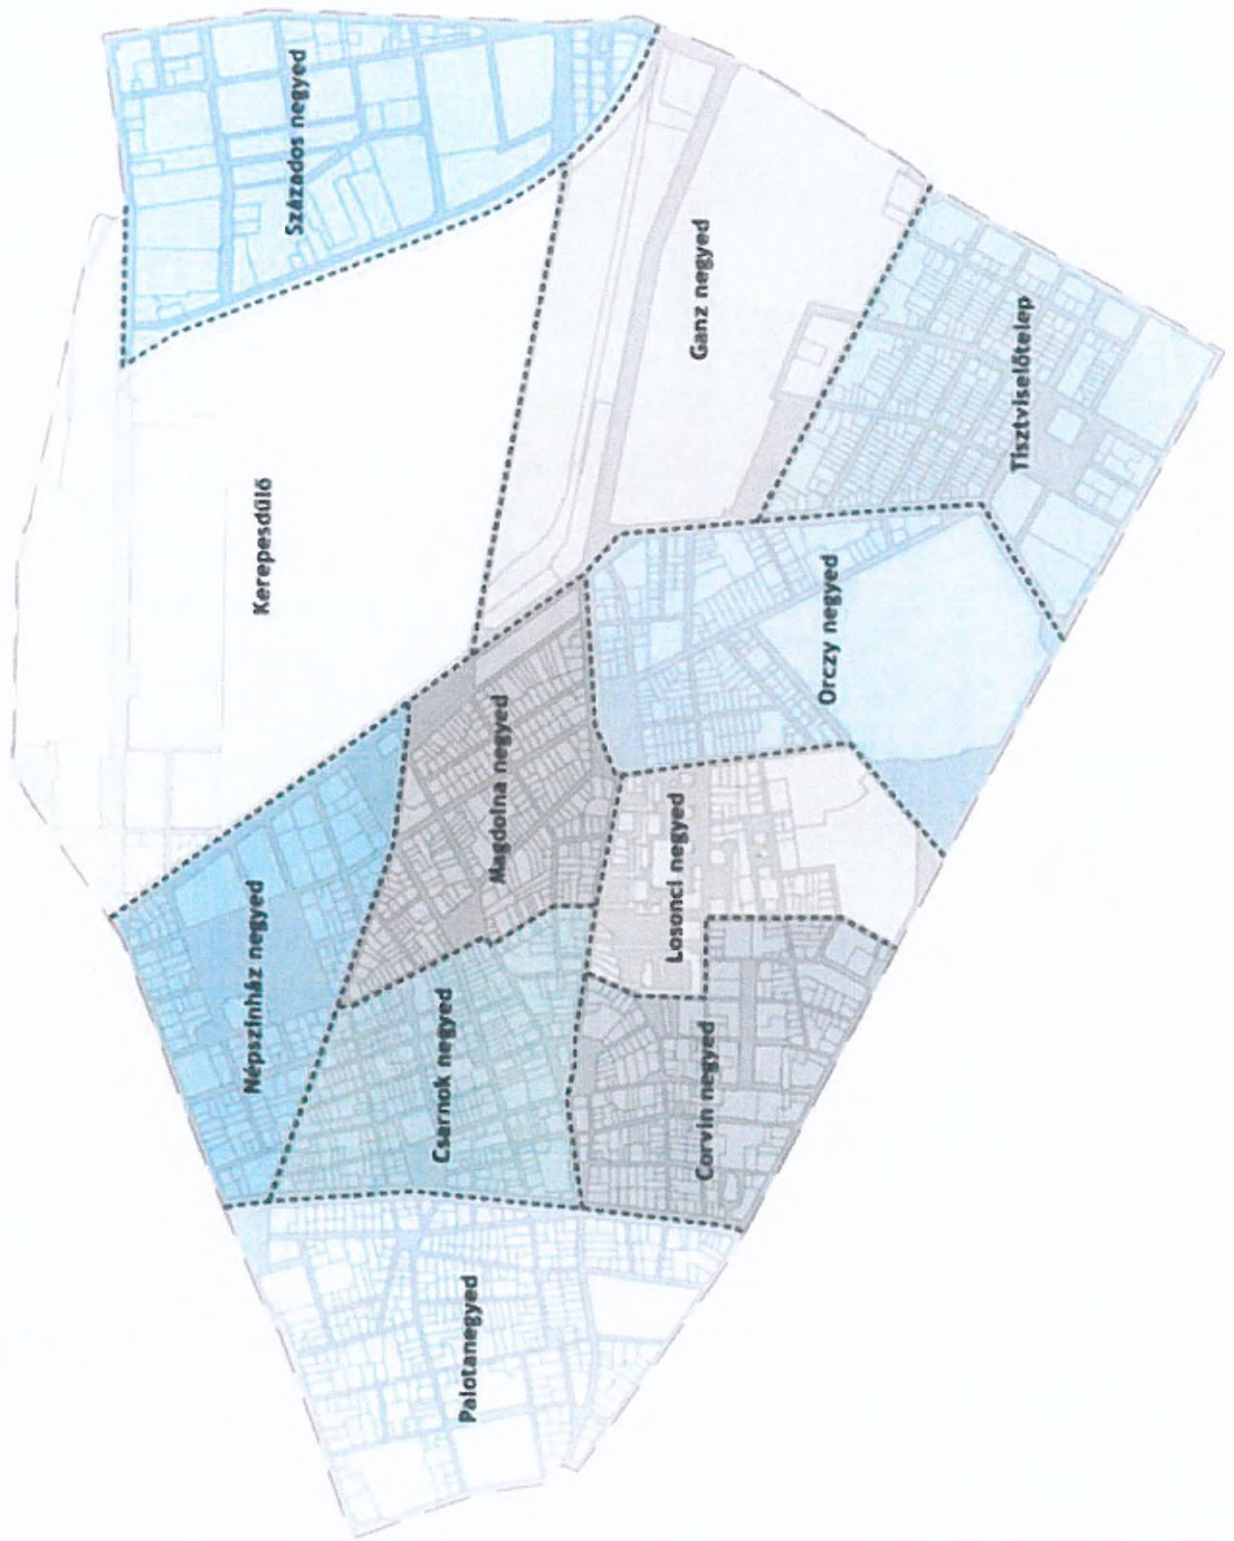 Népszínház negyed
Kerepesdűlő
Százados negyed
Palotanegyed
Csarnok negyed
Magdolna negyed
Losonci negyed
Ganz negyed
Corvin negyed
Orczy negyed
Tisztviselőtelep